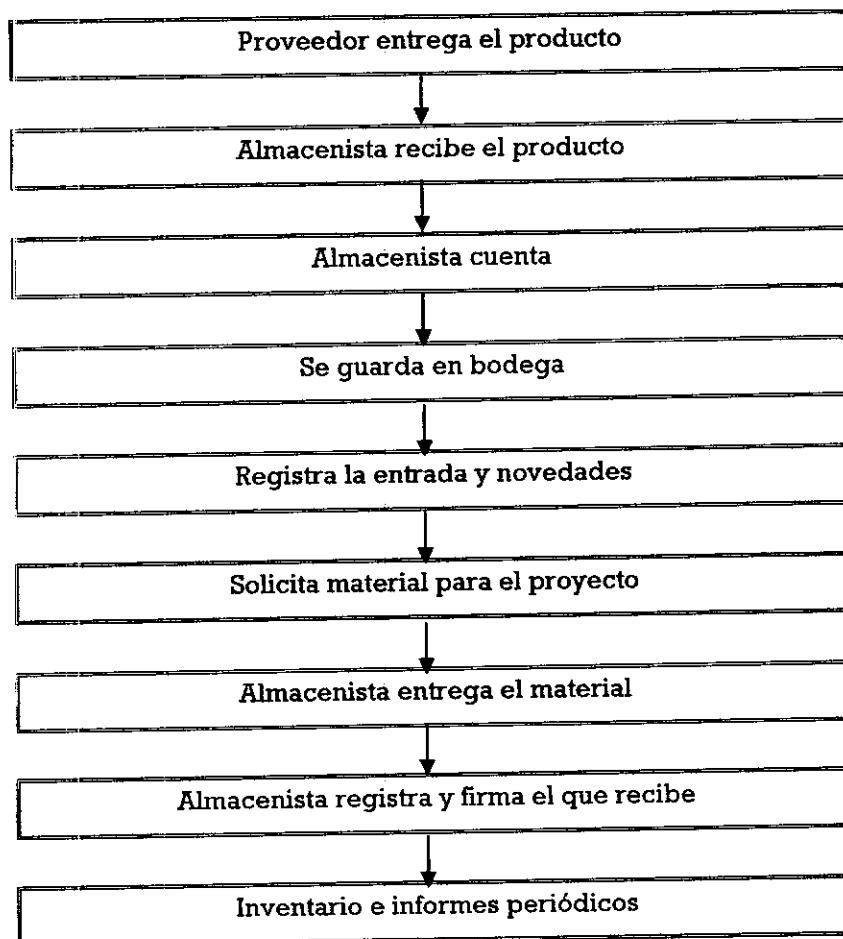 Proveedor entrega el producto
Almacenista recibe el producto
Almacenista cuenta
Se guarda en bodega
Registra la entrada y novedades
Solicita material para el proyecto
Almacenista entrega el material
Almacenista registra y firma el que recibe
Inventario e informes periódicos